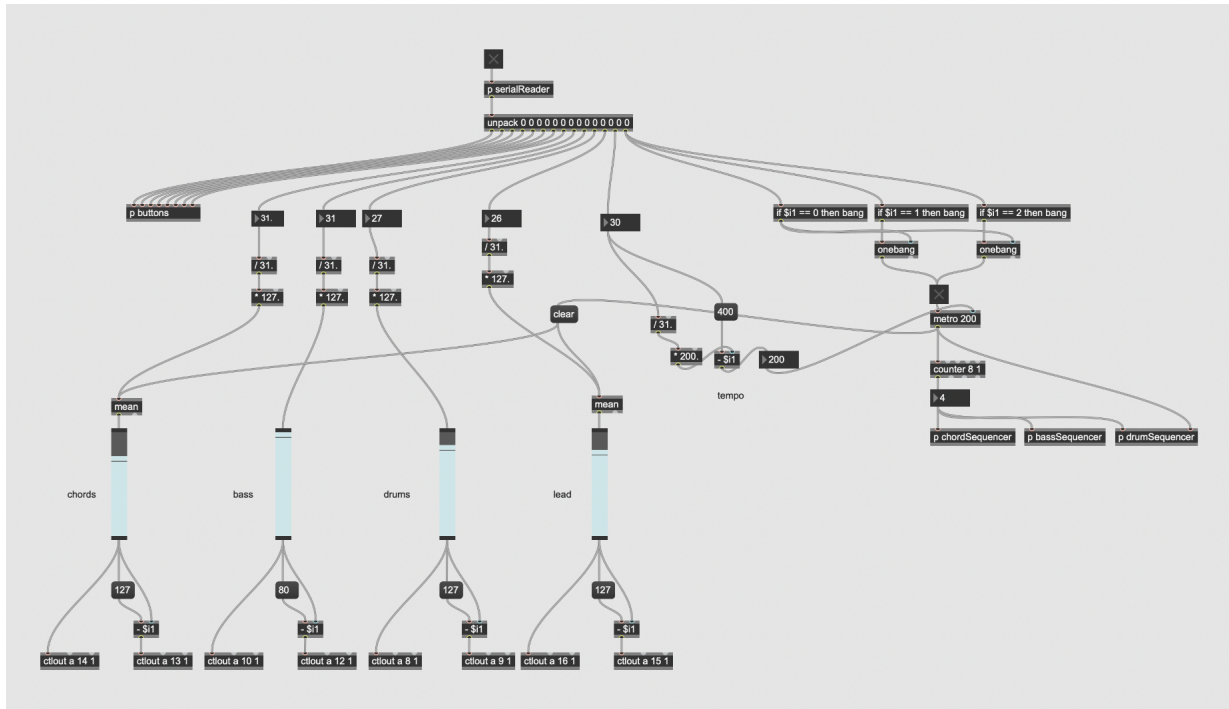 p serialReader
unpack 0 0 0 0 0 0 0 0 0 0 0 0 0 0
p buttons
31.
31
27
26
30
if $i1 == 0 then bang
if $i1 == 1 then bang
if $i1 == 2 then bang
/ 31.
/ 31.
/ 31.
/ 31.
onebang
onebang
* 127.
* 127.
* 127.
* 127.
clear
400
metro 200
/ 31.
* 200.
- $i1
200
counter 8 1
tempo
4
mean
mean
p chordSequencer
p bassSequencer
p drumSequencer
chords
bass
drums
lead
127
80
127
127
- $i1
- $i1
- $i1
- $i1
ctlout a 14 1
ctlout a 13 1
ctlout a 10 1
ctlout a 12 1
ctlout a 8 1
ctlout a 9 1
ctlout a 16 1
ctlout a 15 1